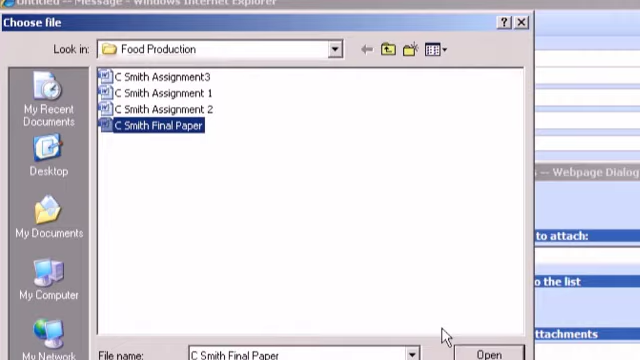 Untitled -- Message - Windows Internet Explorer
Choose file
Look in: Food Production
C Smith Assignment3
C Smith Assignment 1
C Smith Assignment 2
C Smith Final Paper
My Recent
Documents
Desktop
My Documents
My Computer
My Network
File name: C Smith Final Paper
Open
-- Webpage Dialog
to attach:
o the list
ttachments